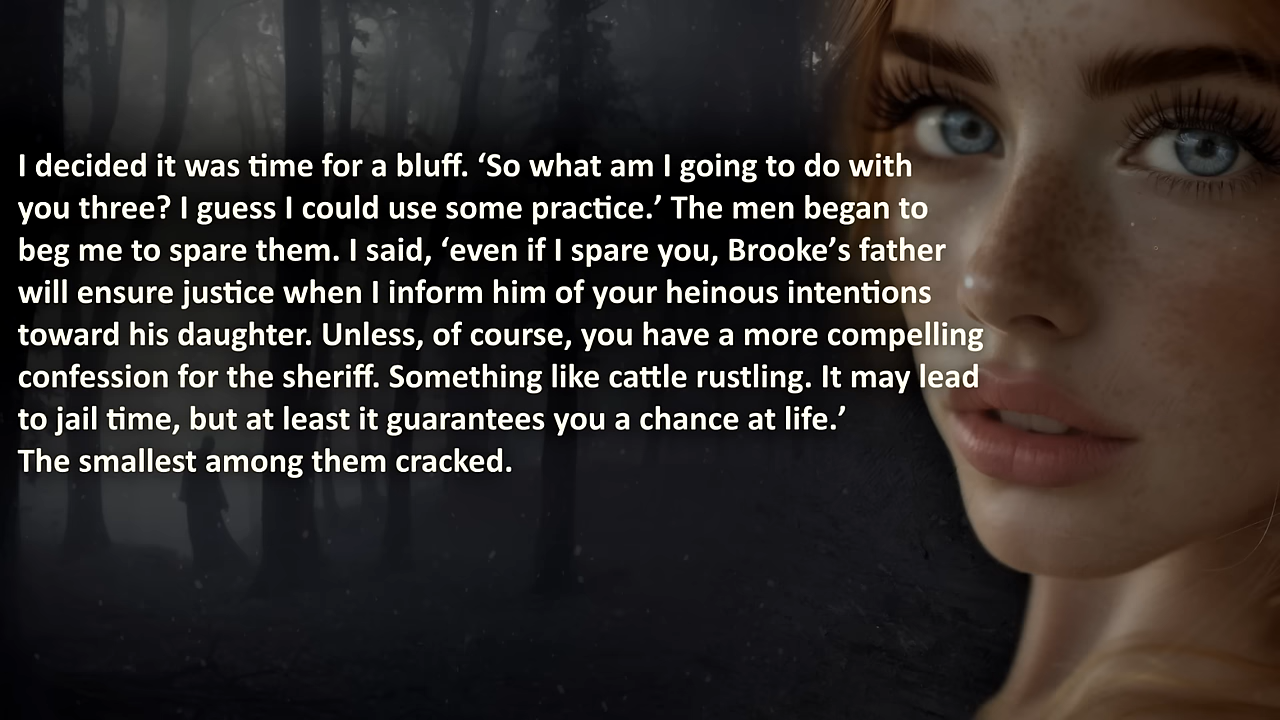 I decided it was time for a bluff. ‘So what am I going to do with
you three? I guess I could use some practice.’ The men began to
beg me to spare them. I said, ‘even if I spare you, Brooke’s father
will ensure justice when I inform him of your heinous intentions
toward his daughter. Unless, of course, you have a more compelling
confession for the sheriff. Something like cattle rustling. It may lead
to jail time, but at least it guarantees you a chance at life.’
The smallest among them cracked.